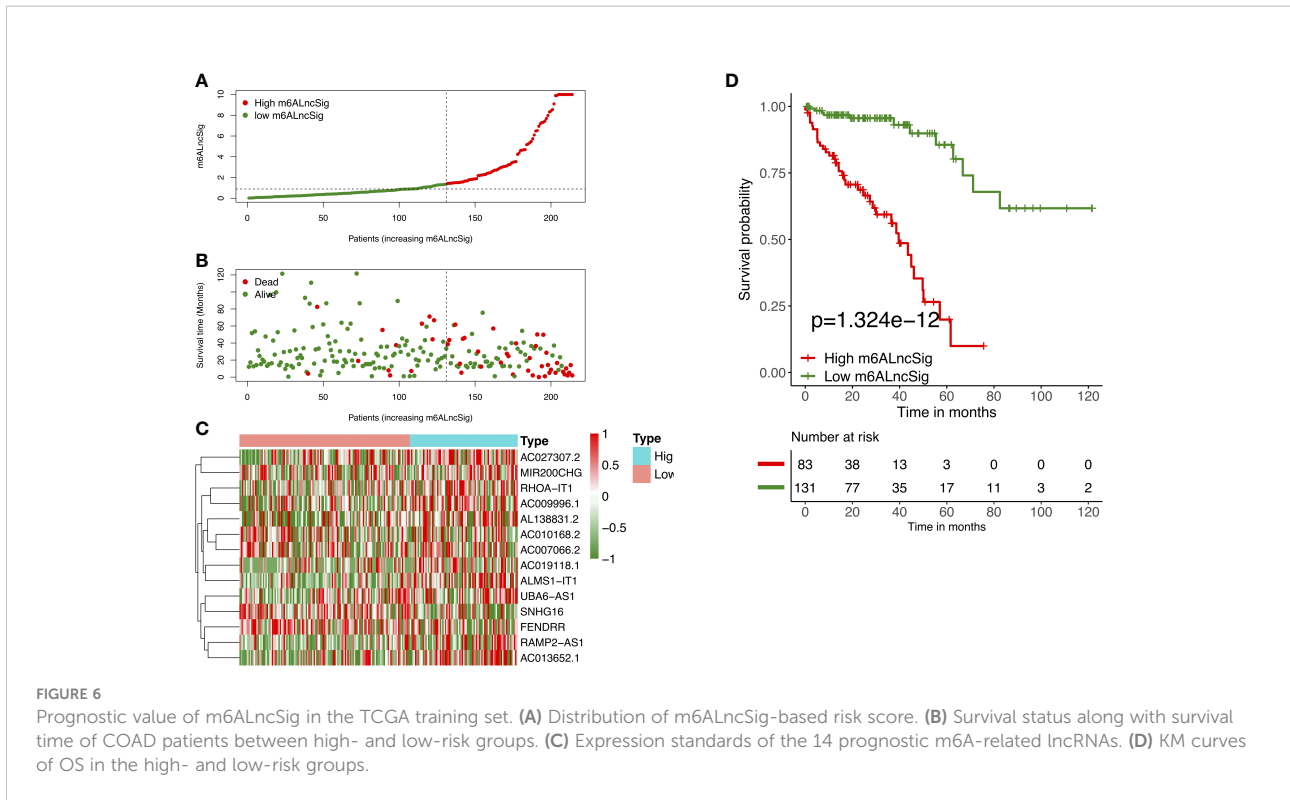 A
High m6ALncSig
low m6ALncSig
m6ALncSig
10
8
6
4
2
0
0 50 100 150 200
Patients (increasing m6ALncSig)
B
Dead
Alive
Survival time (Months)
120
100
80
60
40
20
0
0 50 100 150 200
Patients (increasing m6ALncSig)
C
Type
AC027307.2
MIR200CHG
RHOA-IT1
AC009996.1
AL138831.2
AC010168.2
AC007066.2
AC019118.1
ALMS1-IT1
UBA6-AS1
SNHG16
FENDRR
RAMP2-AS1
AC013652.1
1
0.5
0
-0.5
-1
Type
Hig
Low
D
Survival probability
1.00
0.75
0.50
0.25
0.00
p=1.324e-12
High m6ALncSig
Low m6ALncSig
0 20 40 60 80 100 120
Time in months
Number at risk
83 38 13 3 0 0 0
131 77 35 17 11 3 2
0 20 40 60 80 100 120
Time in months
FIGURE 6
Prognostic value of m6ALncSig in the TCGA training set. (A) Distribution of m6ALncSig-based risk score. (B) Survival status along with survival
time of COAD patients between high- and low-risk groups. (C) Expression standards of the 14 prognostic m6A-related lncRNAs. (D) KM curves
of OS in the high- and low-risk groups.